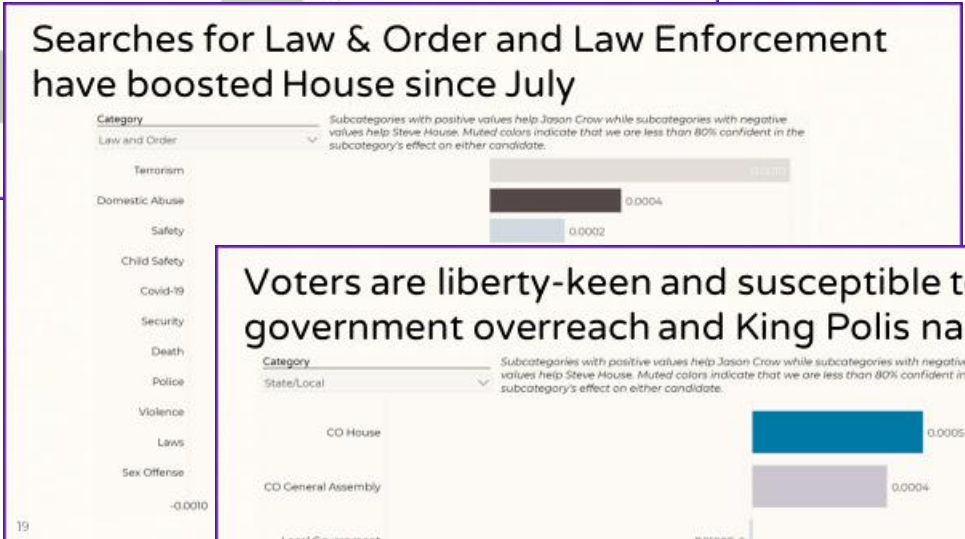 Searches for Law & Order and Law Enforcement
have boosted House since July
Category
Law and Order
Subcategories with positive values help Jason Crow while subcategories with negative
values help Steve House. Muted colors indicate that we are less than 80% confident in the
subcategory's effect on either candidate.
Terrorism
Domestic Abuse
0.0004
Safety
0.0002
Child Safety
Covid-19
Security
Death
Police
Violence
Laws
Sex Offense
-0.0010
19
Voters are liberty-keen and susceptible
government overreach and King Polis
Category
State/Local
Subcategories with positive values help Jason Crow while subcategories with negative
values help Steve House. Muted colors indicate that we are less than 80% confident in
subcategory's effect on either candidate.
CO House
0.0005
CO General Assembly
0.0004